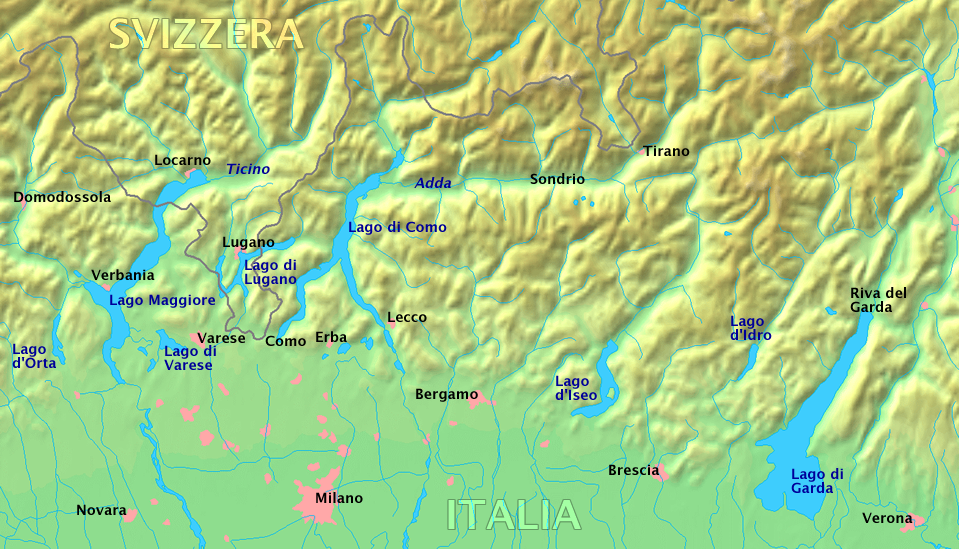 SVIZZERA
Tirano
Locarno
Ticino
Sondrio
Adda
Domodossola
Lago di Como
Lugano
Lago di
Lugano
Verbania
Lago Maggiore
Riva del
Garda
Lecco
Lago
d'Idro
Varese
Como
Erba
Lago
d'Orta
Lago di
Varese
Lago
d'Iseo
Bergamo
Brescia
Lago di
Garda
Milano
Novara
ITALIA
Verona